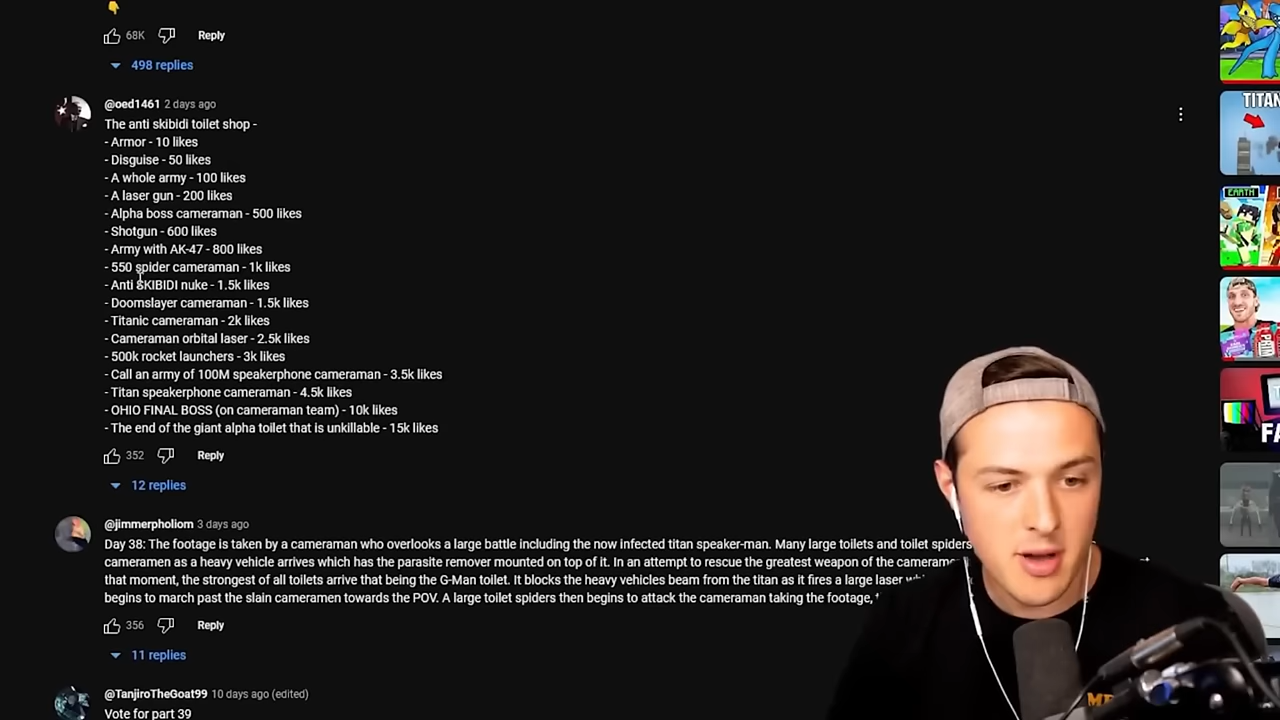 👇
68K Reply
498 replies
@oed1461 2 days ago
The anti skibidi toilet shop -
- Armor - 10 likes
- Disguise - 50 likes
- A whole army - 100 likes
- A laser gun - 200 likes
- Alpha boss cameraman - 500 likes
- Shotgun - 600 likes
- Army with AK-47 - 800 likes
- 550 spider cameraman - 1k likes
- Anti SKIBIDI nuke - 1.5k likes
- Doomslayer cameraman - 1.5k likes
- Titanic cameraman - 2k likes
- Cameraman orbital laser - 2.5k likes
- 500k rocket launchers - 3k likes
- Call an army of 100M speakerphone cameraman - 3.5k likes
- Titan speakerphone cameraman - 4.5k likes
- OHIO FINAL BOSS (on cameraman team) - 10k likes
- The end of the giant alpha toilet that is unkillable - 15k likes
352 Reply
12 replies
@jimmerpholiom 3 days ago
Day 38: The footage is taken by a cameraman who overlooks a large battle including the now infected titan speaker-man. Many large toilets and toilet spiders
cameramen as a heavy vehicle arrives which has the parasite remover mounted on top of it. In an attempt to rescue the greatest weapon of the
that moment, the strongest of all toilets arrive that being the G-Man toilet. It blocks the heavy vehicles beam from the titan as it fires a large laser
begins to march past the slain cameramen towards the POV. A large toilet spiders then begins to attack the cameraman taking the footage,
356 Reply
11 replies
@TanjiroTheGoat99 10 days ago (edited)
Vote for part 39
TITAN
EARTH
PRIME